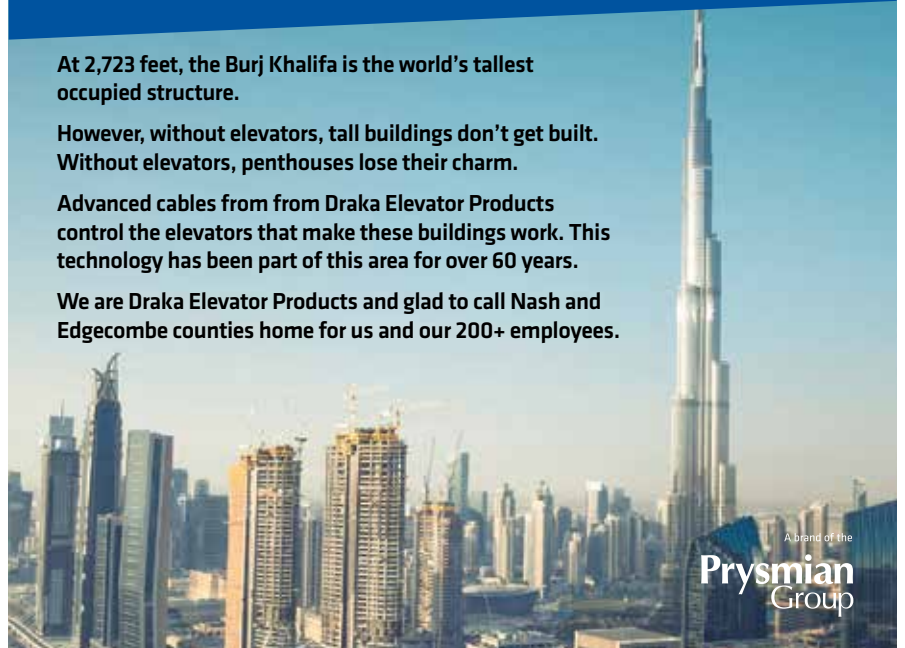 At 2,723 feet, the Burj Khalifa is the world’s tallest
occupied structure.
However, without elevators, tall buildings don’t get built.
Without elevators, penthouses lose their charm.
Advanced cables from from Draka Elevator Products
control the elevators that make these buildings work. This
technology has been part of this area for over 60 years.
We are Draka Elevator Products and glad to call Nash and
Edgecombe counties home for us and our 200+ employees.
A brand of the
Prysmian
Group